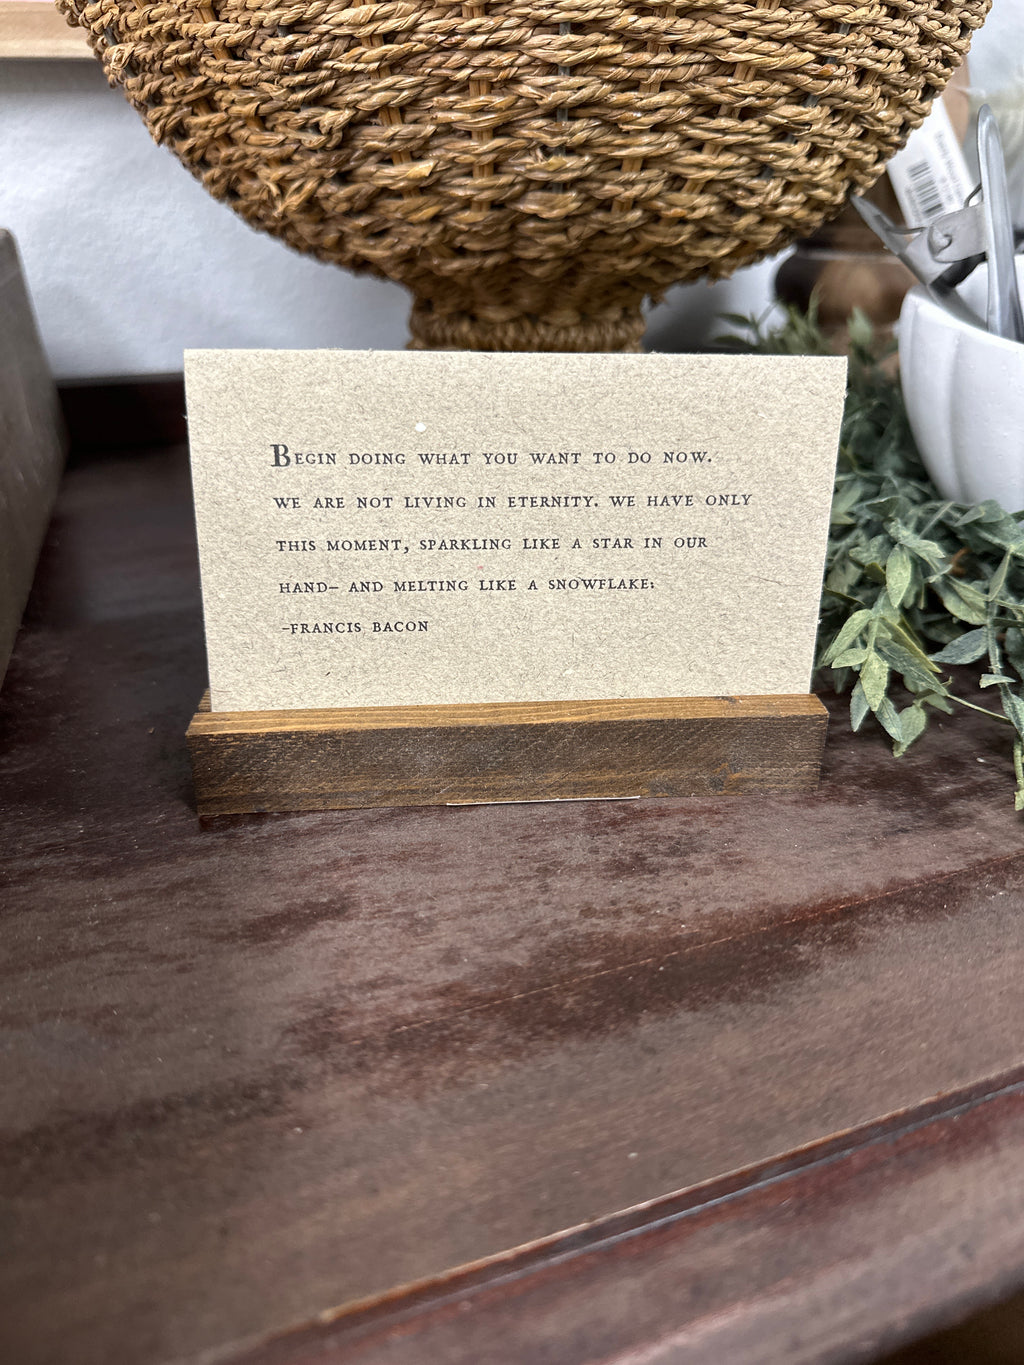 Begin doing what you want to do now.
we are not living in eternity. we have only
this moment, sparkling like a star in our
hand– and melting like a snowflake:
-francis bacon